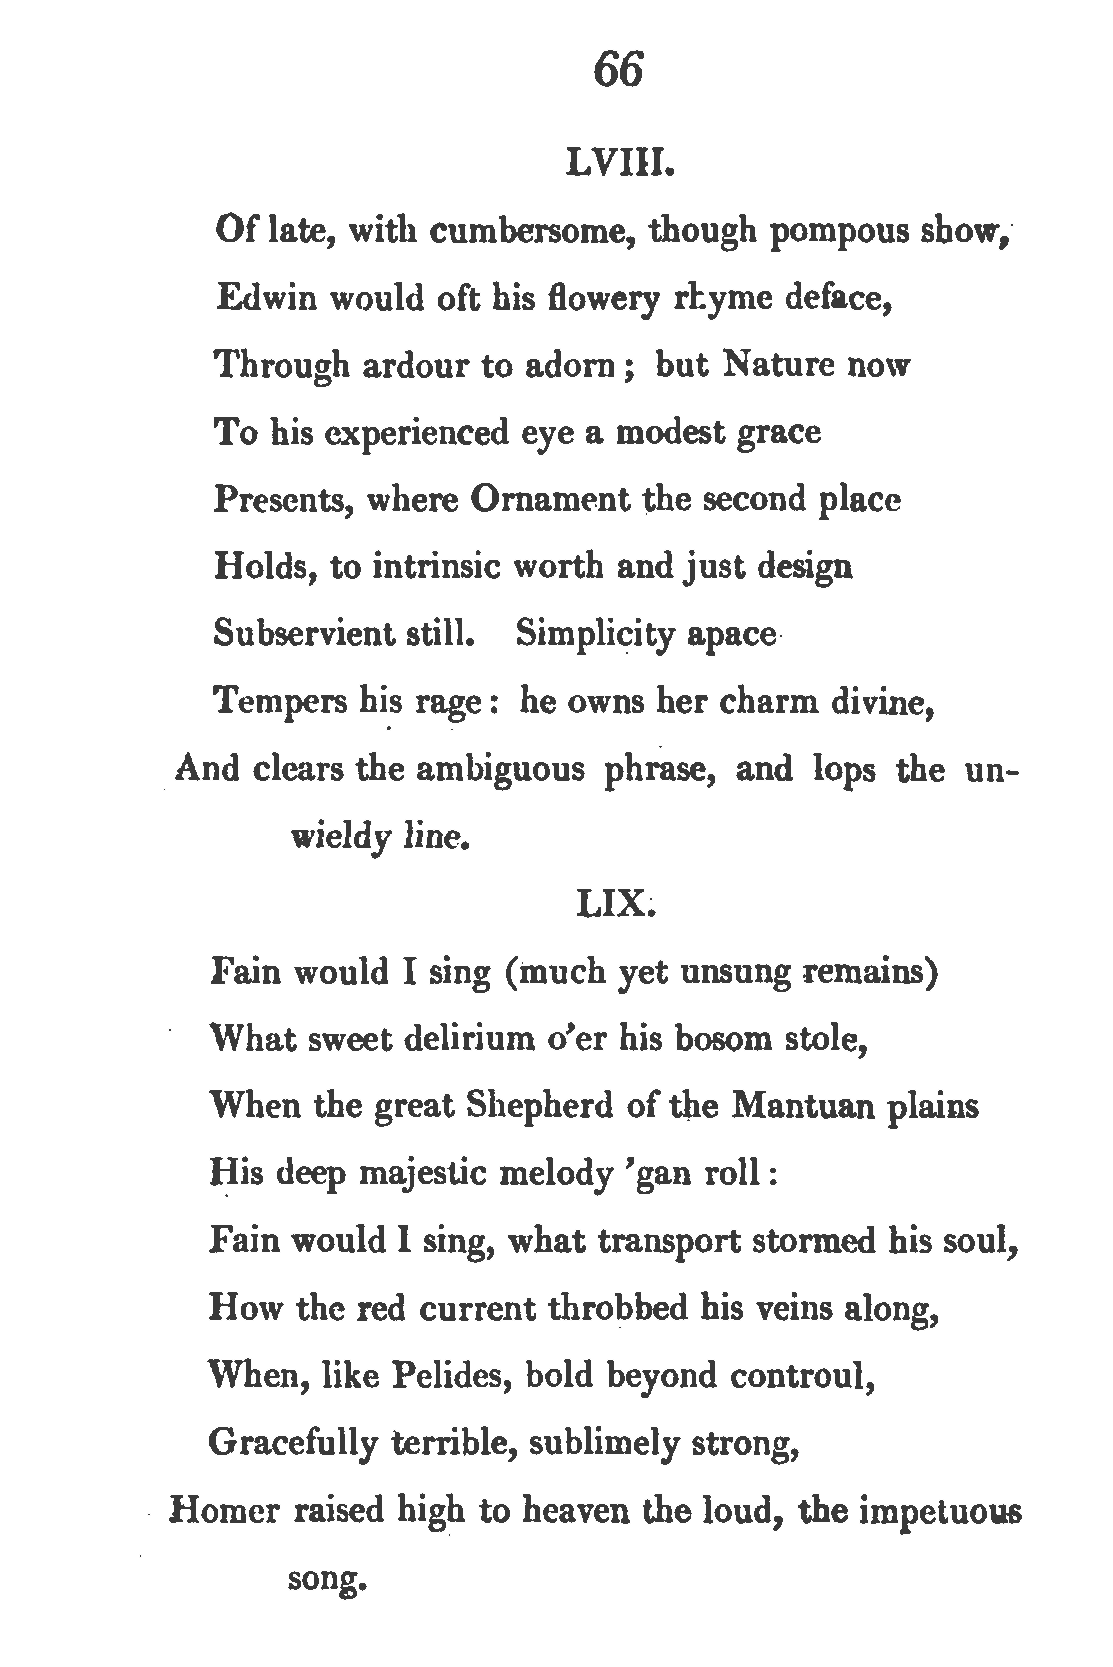 66
LVIII.
Of late, with cumbersome, though pompous show,
Edwin would oft his flowery rhyme deface,
Through ardour to adorn ; but Nature now
To his experienced eye a modest grace
Presents, where Ornament the second place
Holds, to intrinsic worth and just design
Subservient still. Simplicity apace
Tempers his rage : he owns her charm divine,
And clears the ambiguous phrase, and lops the un-
wieldy line.
LIX.
Fain would I sing (much yet unsung remains)
What sweet delirium o'er his bosom stole,
When the great Shepherd of the Mantuan plains
His deep majestic melody 'gan roll :
Fain would I sing, what transport stormed his soul,
How the red current throbbed his veins along,
When, like Pelides, bold beyond controul,
Gracefully terrible, sublimely strong,
Homer raised high to heaven the loud, the impetuous
song.